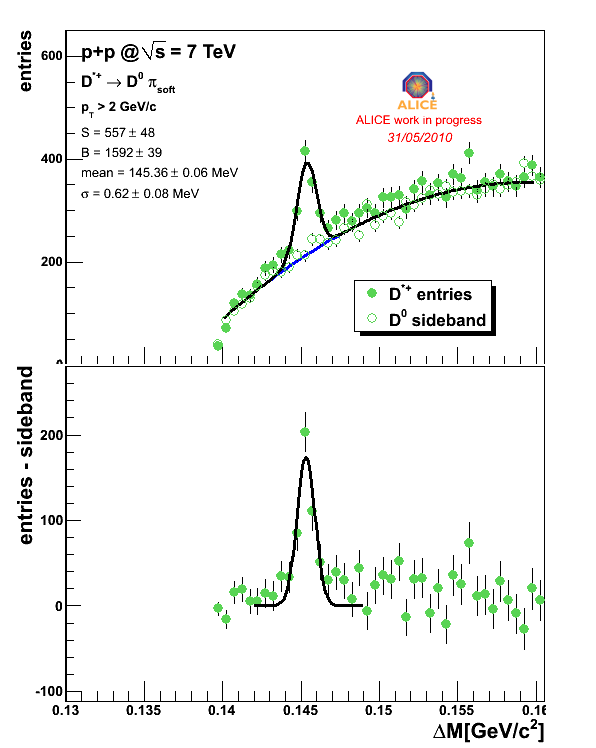 entries
600
400
200
0
p+p @√s = 7 TeV
D*+ → D0 πsoft
pT > 2 GeV/c
S = 557 ± 48
B = 1592 ± 39
mean = 145.36 ± 0.06 MeV
σ = 0.62 ± 0.08 MeV
ALICE
ALICE work in progress
31/05/2010
D*+ entries
D0 sideband
entries - sideband
200
100
0
-100
0.13 0.135 0.14 0.145 0.15 0.155 0.16
ΔM[GeV/c2]